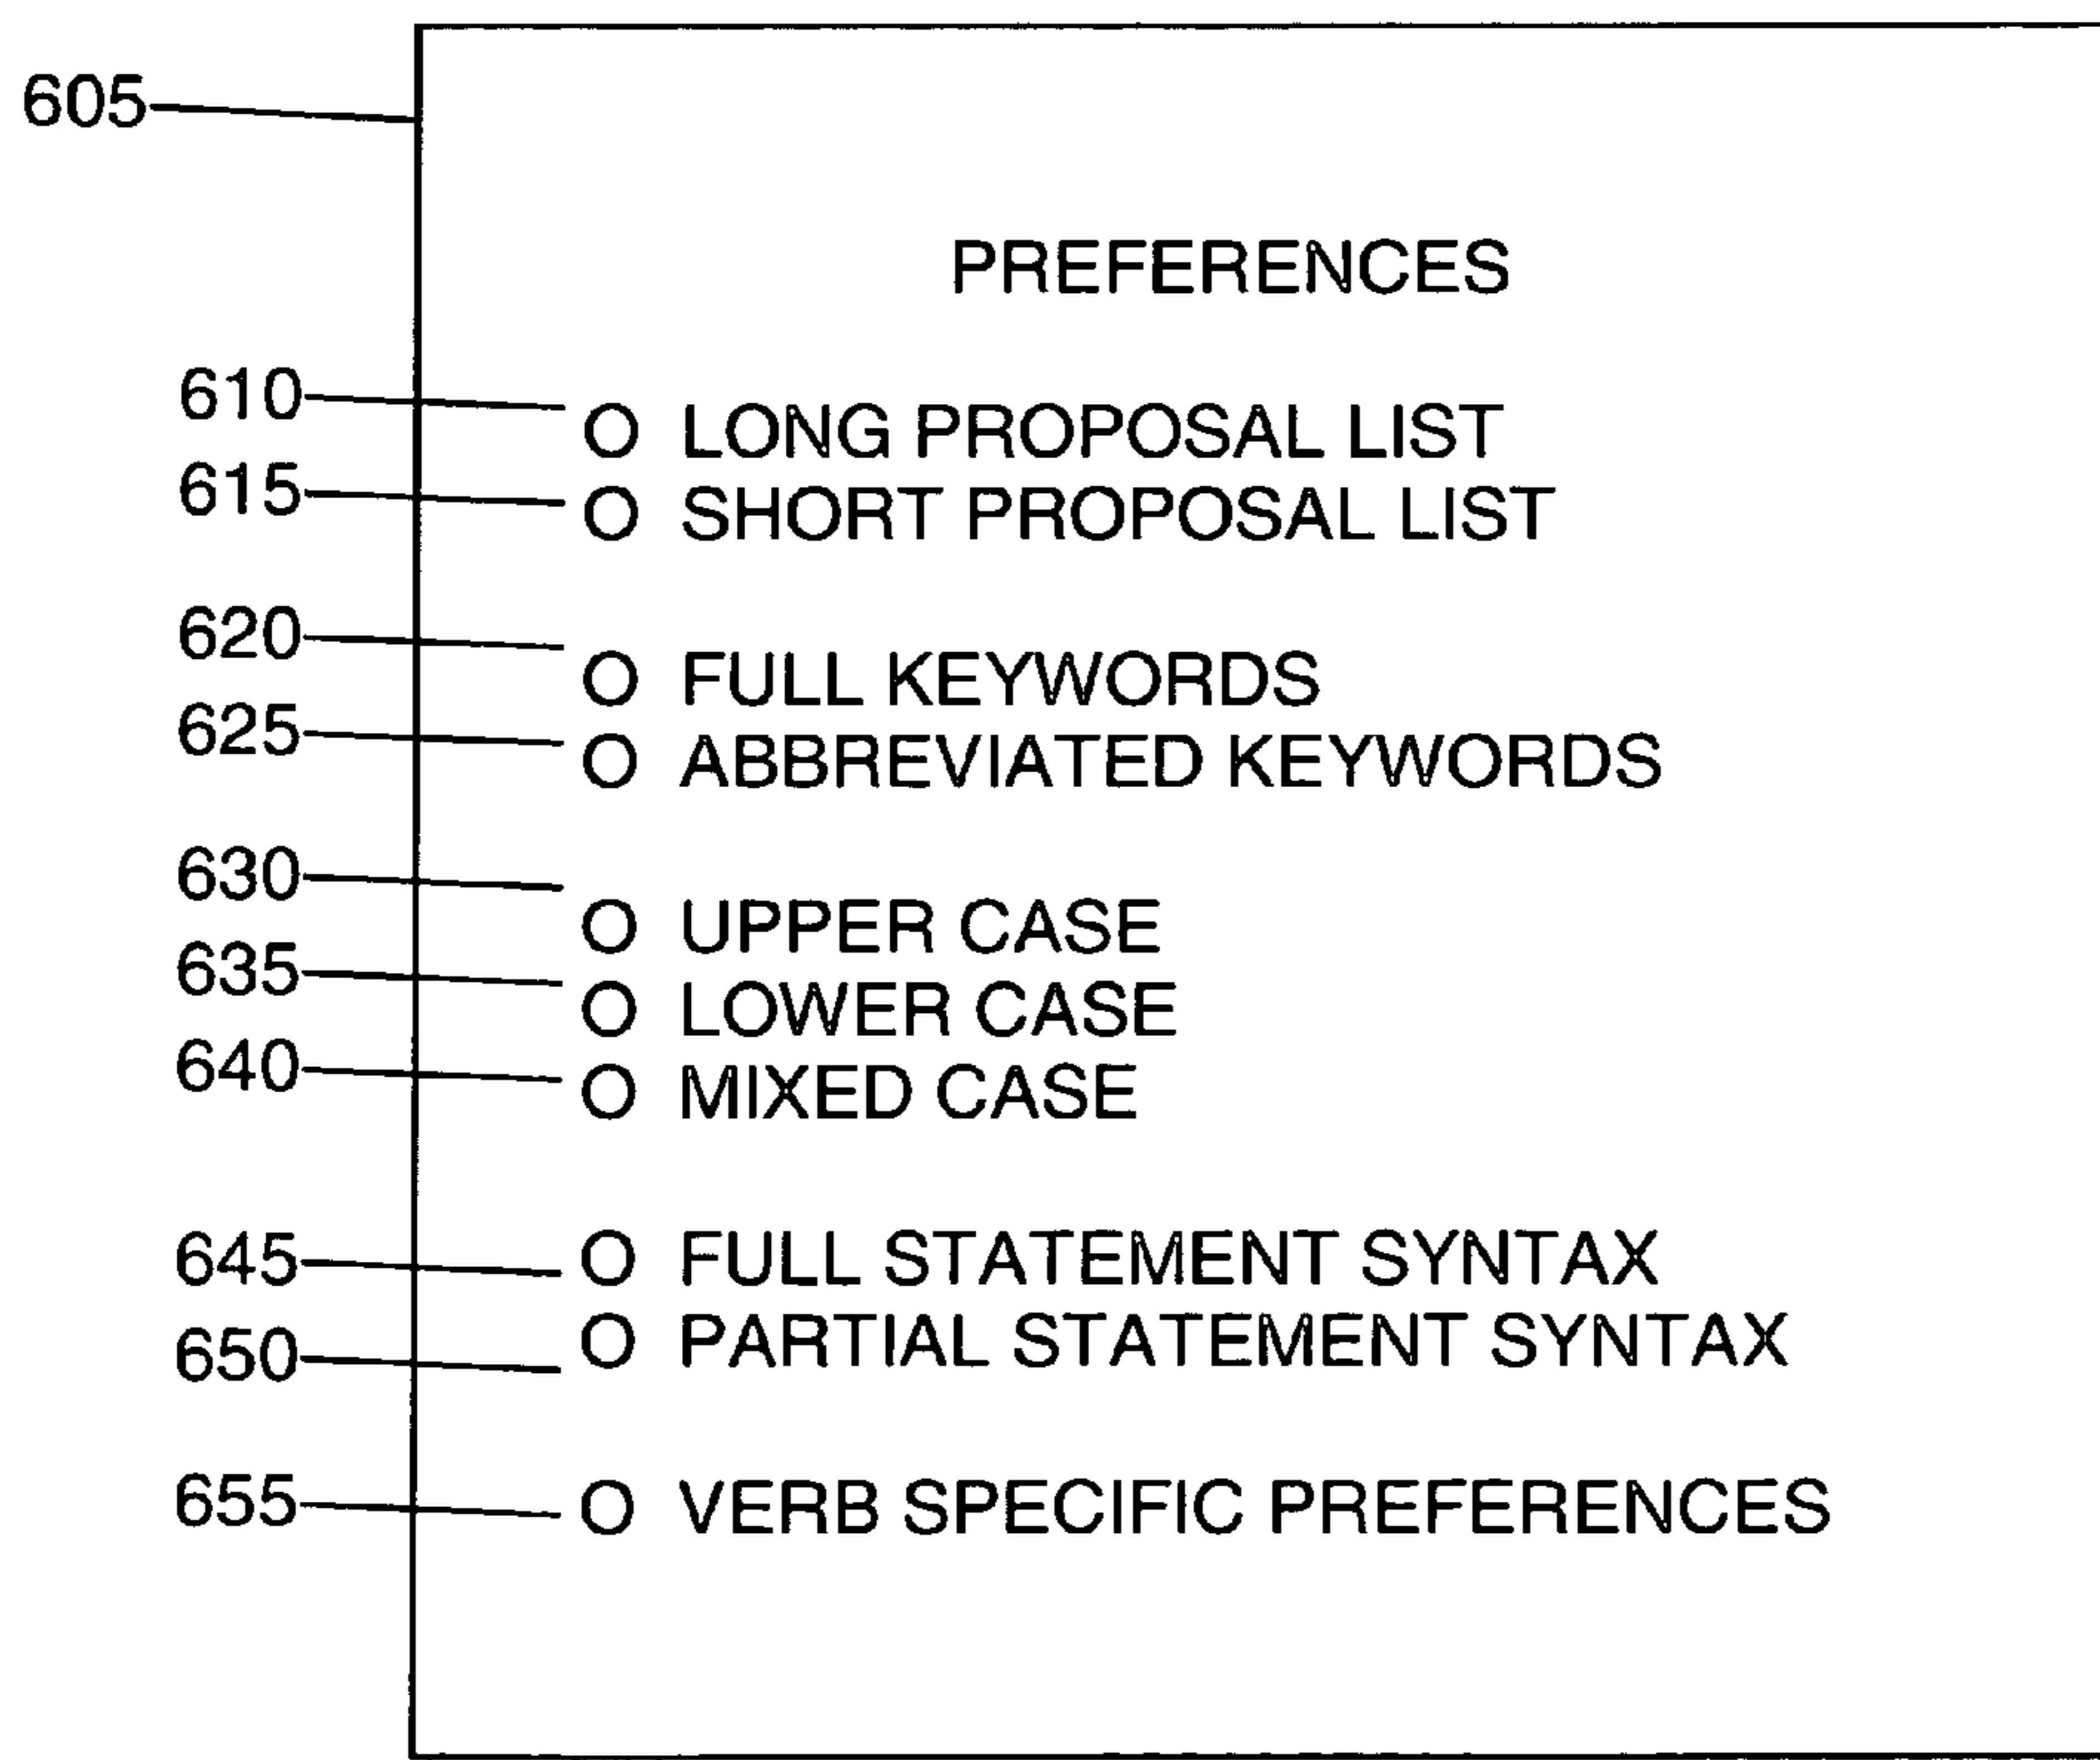 605
PREFERENCES
610 O LONG PROPOSAL LIST
615 O SHORT PROPOSAL LIST
620 O FULL KEYWORDS
625 O ABBREVIATED KEYWORDS
630 O UPPER CASE
635 O LOWER CASE
640 O MIXED CASE
645 O FULL STATEMENT SYNTAX
650 O PARTIAL STATEMENT SYNTAX
655 O VERB SPECIFIC PREFERENCES